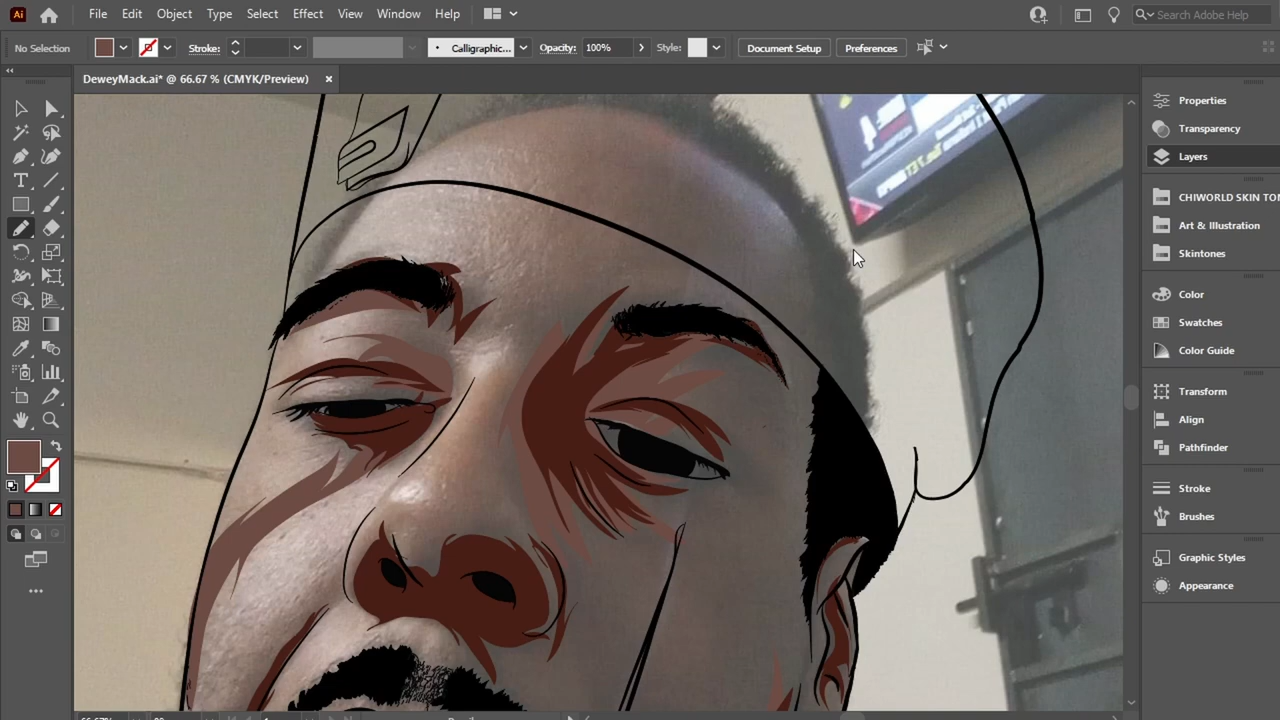 Ai File Edit Object Type Select Effect View Window Help Search Adobe Help
No Selection Stroke: Calligraphic... Opacity: 100% Style: Document Setup Preferences
DeweyMack.ai* @ 66.67 % (CMYK/Preview) ×
Properties
Transparency
Layers
CHIWORLD SKIN TON
Art & Illustration
Skintones
Color
Swatches
Color Guide
Transform
Align
Pathfinder
Stroke
Brushes
Graphic Styles
Appearance